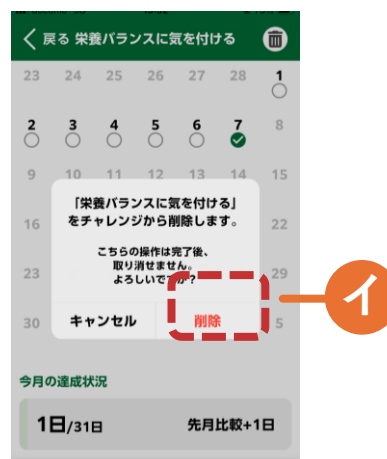 戻る 栄養バランスに気を付ける
23 24 25 26 27 28 1
2 3 4 5 6 7 8
9 10 11 12 13 14 15
「栄養バランスに気を付ける」
16 をチャレンジから削除します。 22
こちらの操作は完了後、
取り消せません。
23 よろしいですか? 29
イ
30 キャンセル 削除 5
今月の達成状況
1日/31日 先月比較+1日